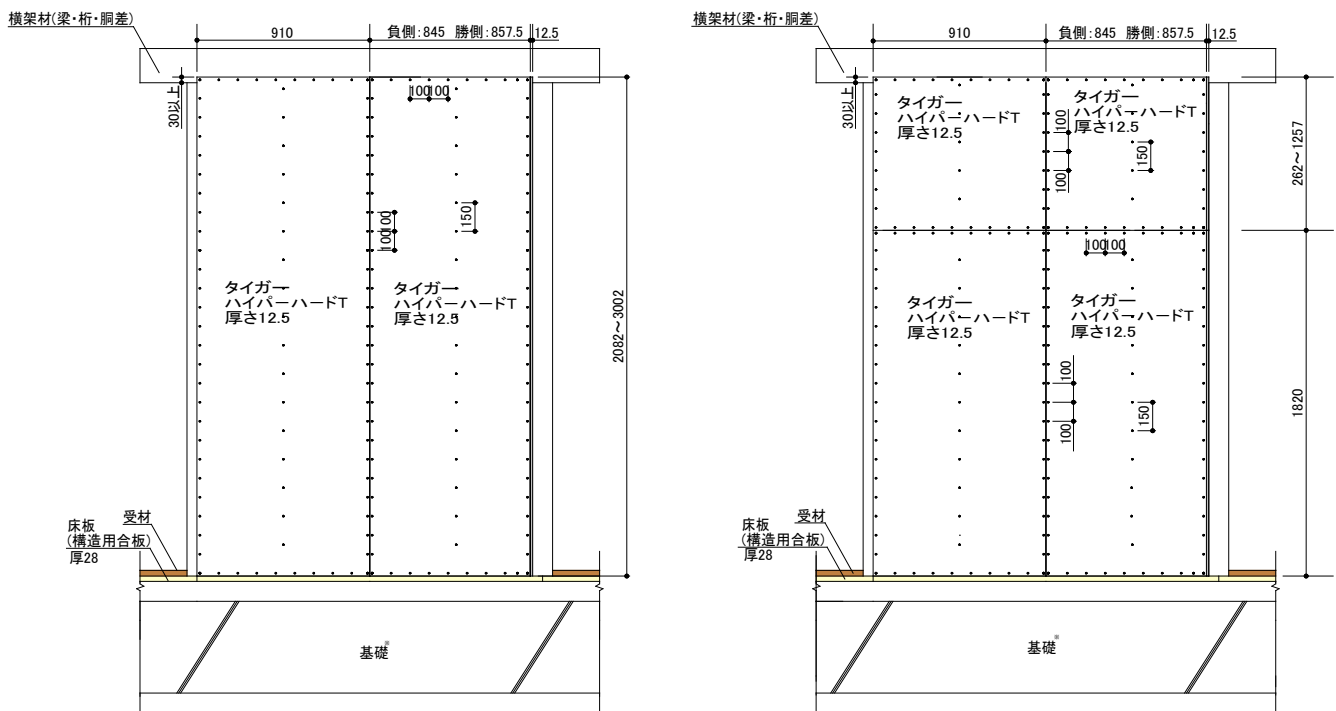 横架材(梁・桁・胴差)
910
負側:845 勝側:857.5
12.5
30以上
100 100
タイガー
ハイパーハードT
厚さ12.5
タイガー
ハイパーハードT
厚さ12.5
150
100 100
2082～3002
床板
(構造用合板)
厚28
受材
基礎※
横架材(梁・桁・胴差)
910
負側:845 勝側:857.5
12.5
30以上
タイガー
ハイパーハードT
厚さ12.5
タイガー
ハイパーハードT
厚さ12.5
100
100
150
262～1257
100 100
タイガー
ハイパーハードT
厚さ12.5
タイガー
ハイパーハードT
厚さ12.5
100
100
150
1820
床板
(構造用合板)
厚28
受材
基礎※